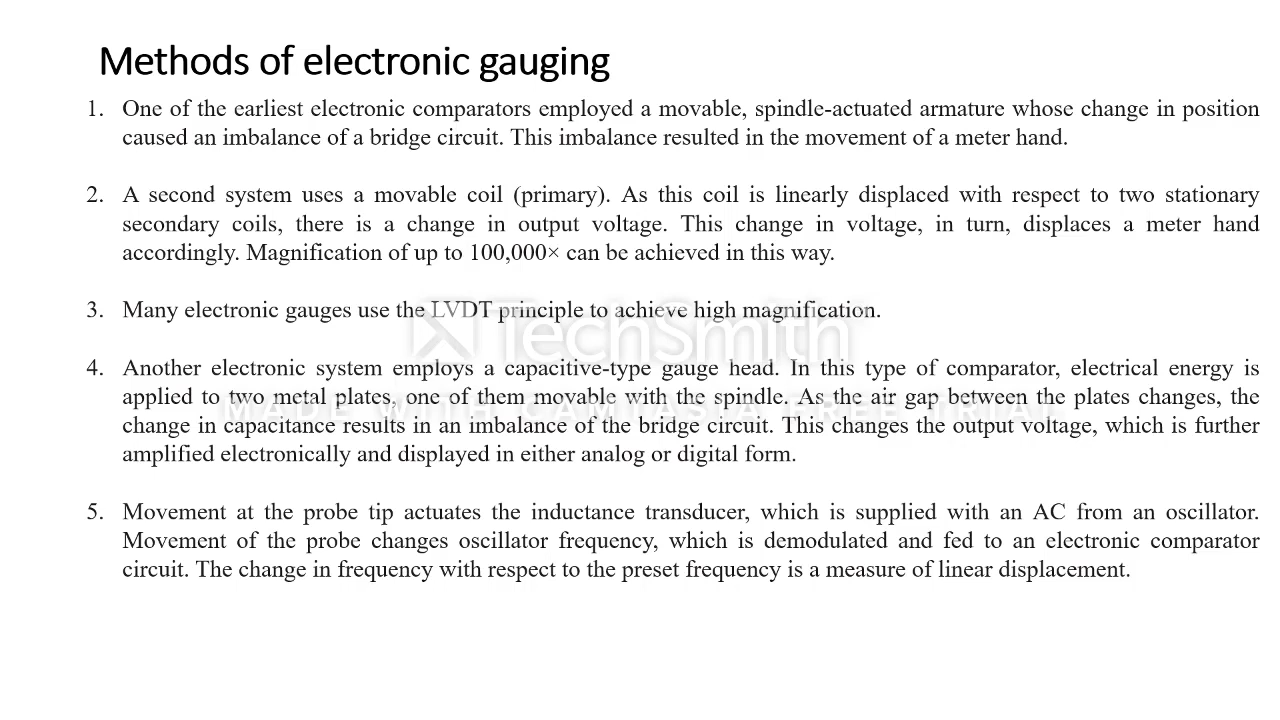 Methods of electronic gauging
1. One of the earliest electronic comparators employed a movable, spindle-actuated armature whose change in position
caused an imbalance of a bridge circuit. This imbalance resulted in the movement of a meter hand.
2. A second system uses a movable coil (primary). As this coil is linearly displaced with respect to two stationary
secondary coils, there is a change in output voltage. This change in voltage, in turn, displaces a meter hand
accordingly. Magnification of up to 100,000× can be achieved in this way.
3. Many electronic gauges use the LVDT principle to achieve high magnification.
TechSmith
4. Another electronic system employs a capacitive-type gauge head. In this type of comparator, electrical energy is
applied to two metal plates, one of them movable with the spindle. As the air gap between the plates changes, the
MADE WITH CAMTASIA FREE TRIAL
change in capacitance results in an imbalance of the bridge circuit. This changes the output voltage, which is further
amplified electronically and displayed in either analog or digital form.
5. Movement at the probe tip actuates the inductance transducer, which is supplied with an AC from an oscillator.
Movement of the probe changes oscillator frequency, which is demodulated and fed to an electronic comparator
circuit. The change in frequency with respect to the preset frequency is a measure of linear displacement.